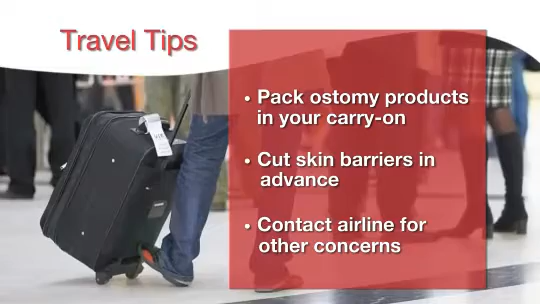 Travel Tips
• Pack ostomy products
in your carry-on
• Cut skin barriers in
advance
• Contact airline for
other concerns